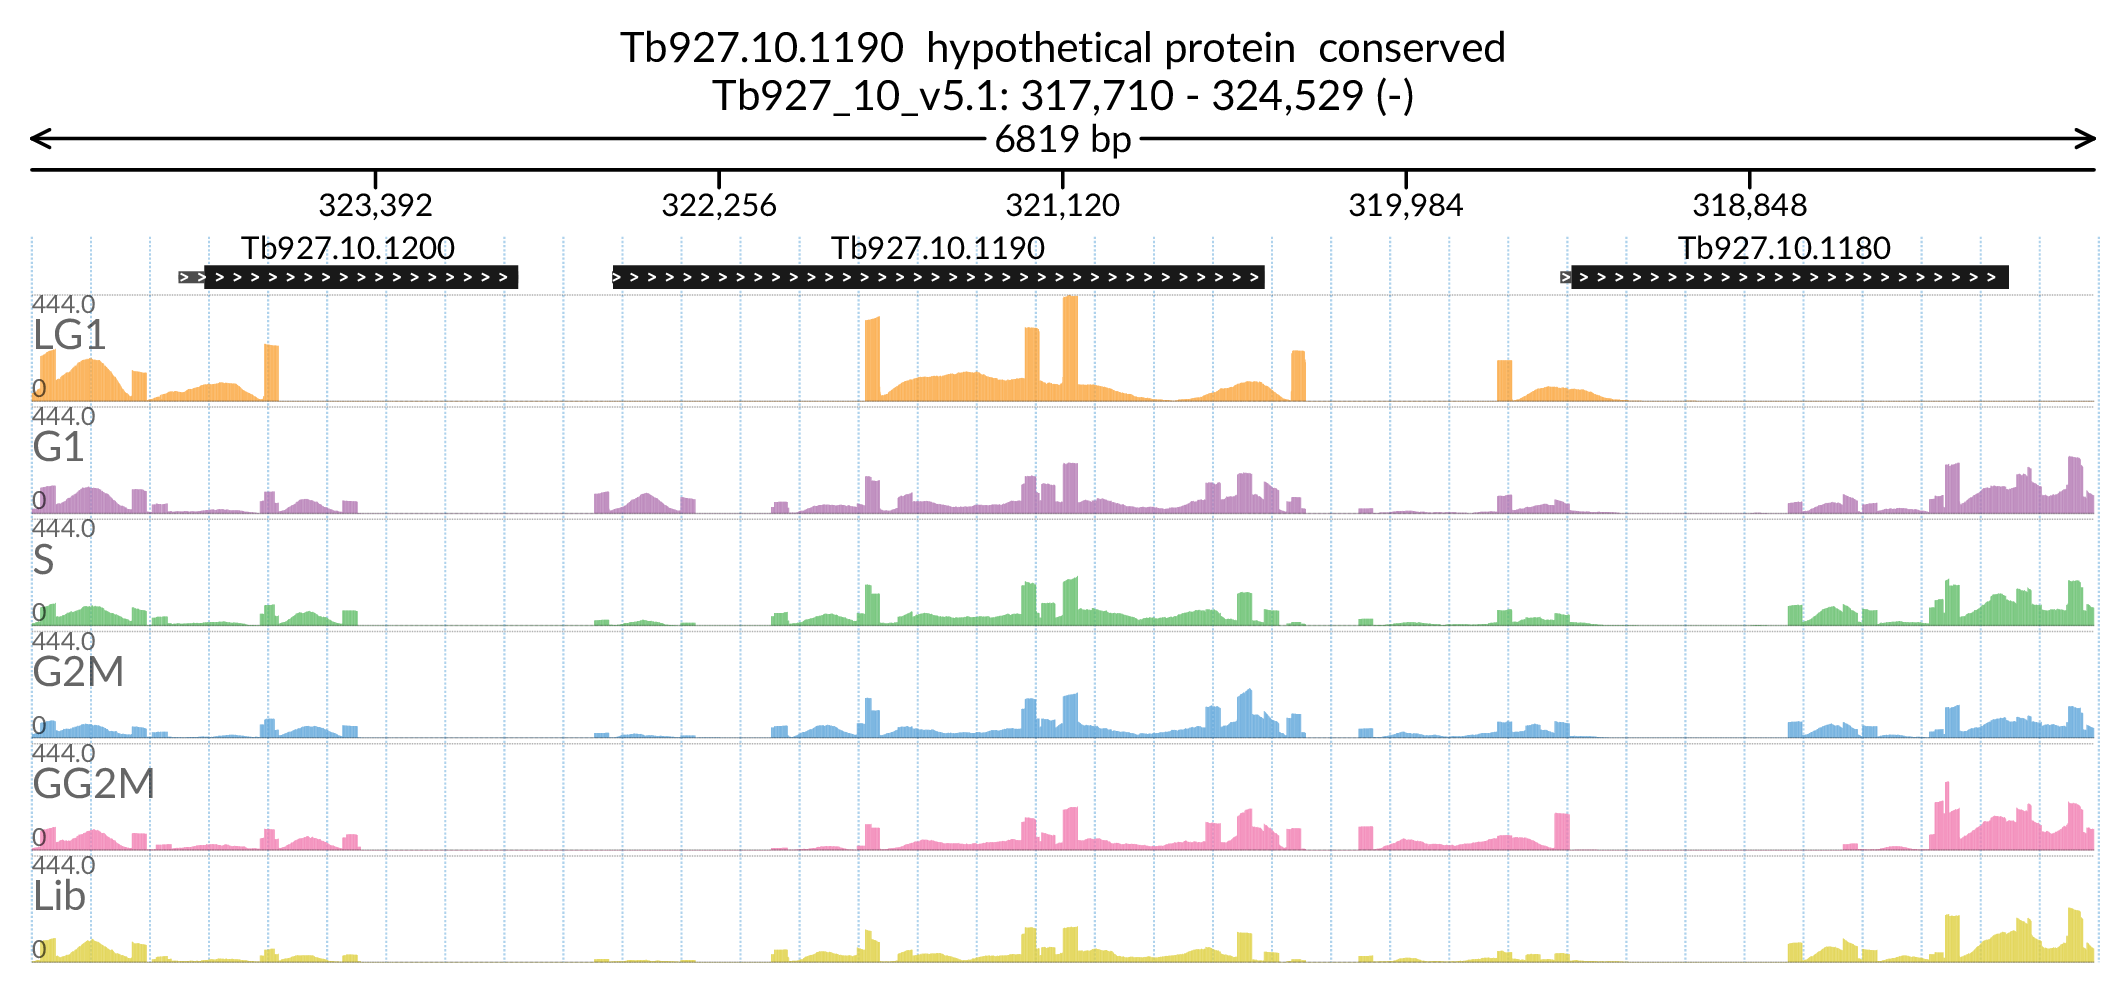 Tb927.10.1190  hypothetical protein  conserved
Tb927_10_v5.1: 317,710 - 324,529 (-)
6819 bp
323,392 322,256 321,120 319,984 318,848
Tb927.10.1200 Tb927.10.1190 Tb927.10.1180
444.0
LG1
0
444.0
G1
0
444.0
S
0
444.0
G2M
0
444.0
GG2M
0
444.0
Lib
0